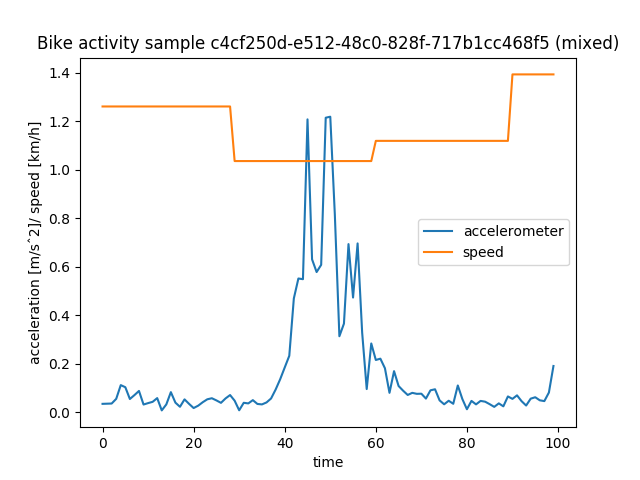 Bike activity sample c4cf250d-e512-48c0-828f-717b1cc468f5 (mixed)
1.4
1.2
1.0
0.8
0.6
0.4
0.2
0.0
acceleration [m/s^2]/ speed [km/h]
accelerometer
speed
0 20 40 60 80 100
time